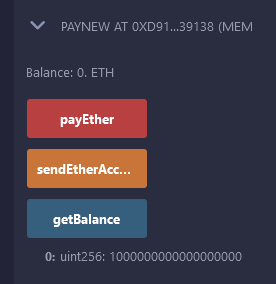 PAYNEW AT 0XD91...39138 (MEM
Balance: 0. ETH
payEther
sendEtherAcc...
getBalance
0: uint256: 1000000000000000000